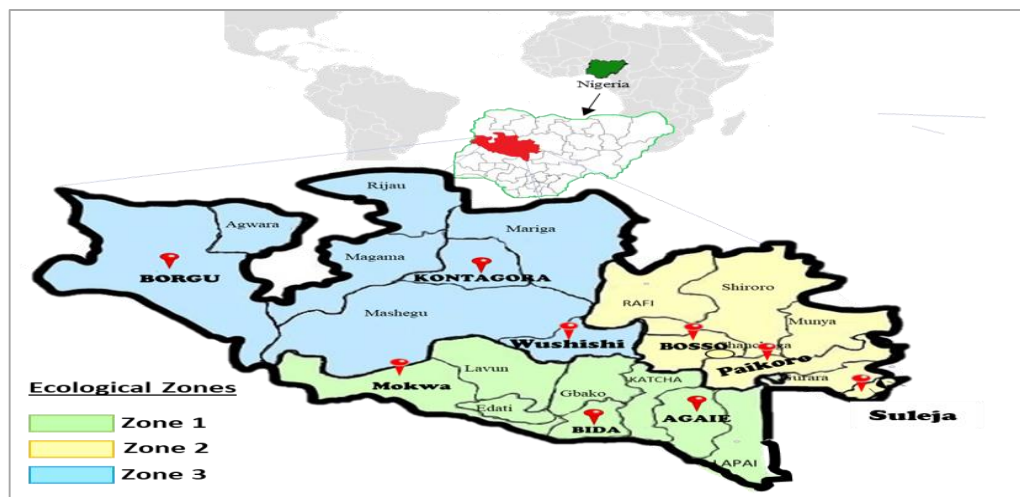 Nigeria
Rijau
Agwara
Mariga
Magama
BORGU
KONTAGORA
Shiroro
RAFI
Mashegu
Munya
Wushishi
BOSSO
Paikoro
Lavun
Mokwa
KATCHA
Gbako
Edati
BIDA
AGAIE
Suleja
LAPAI
Ecological Zones
Zone 1
Zone 2
Zone 3